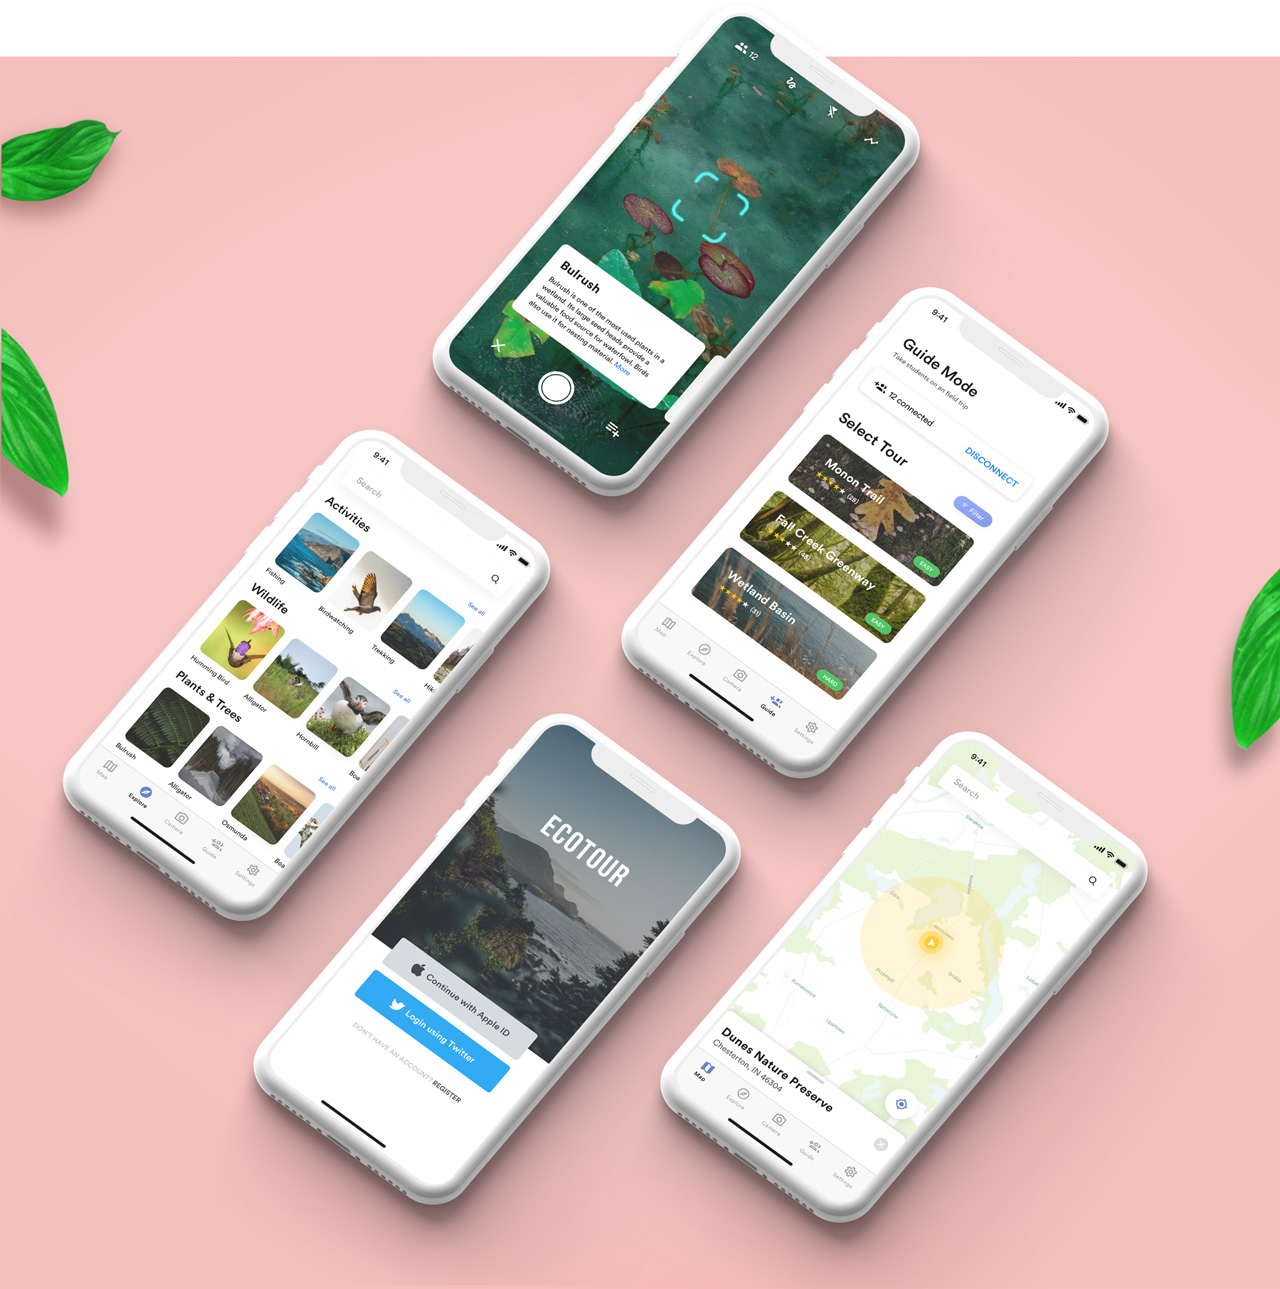 12
Bulrush
Bulrush is one of the most used plants in a
wetland. Its large seed heads provide a
valuable food source for waterfowl. Birds
also use it for nesting material. More
9:41
Guide Mode
Take students on an field trip
12 connected
DISCONNECT
Select Tour
Filter
Monon Trail
(28)
EASY
Fall Creek Greenway
(48)
EASY
Wetland Basin
(31)
HARD
Map
Explore
Camera
Guide
Settings
9:41
Search
Activities
See all
Fishing
Birdwatching
Trekking
Hik
Wildlife
See all
Humming Bird
Alligator
Hornbill
Boa
Plants & Trees
See all
Bulrush
Alligator
Osmunda
Boa
Map
Explore
Camera
Guide
Settings
ECOTOUR
Continue with Apple ID
Login using Twitter
DON'T HAVE AN ACCOUNT? REGISTER
9:41
Search
Dunes Nature Preserve
Chesterton, IN 46304
Map
Explore
Camera
Guide
Settings